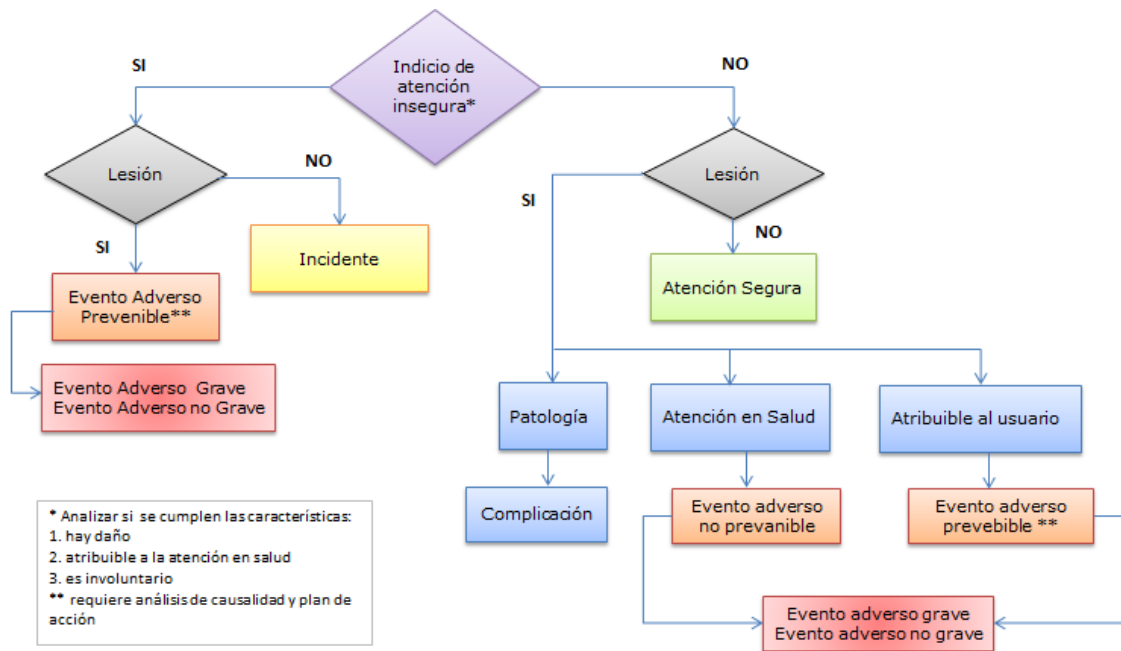 Indicio de
atención
insegura*
SI
NO
Lesión
NO
SI
Incidente
Evento Adverso
Prevenible**
Evento Adverso Grave
Evento Adverso no Grave
Lesión
SI
NO
Atención Segura
Patología
Atención en Salud
Atribuible al usuario
Complicación
Evento adverso
no prevanible
Evento adverso
prevebible **
Evento adverso grave
Evento adverso no grave
* Analizar si se cumplen las características:
1. hay daño
2. atribuible a la atención en salud
3. es involuntario
** requiere análisis de causalidad y plan de
acción